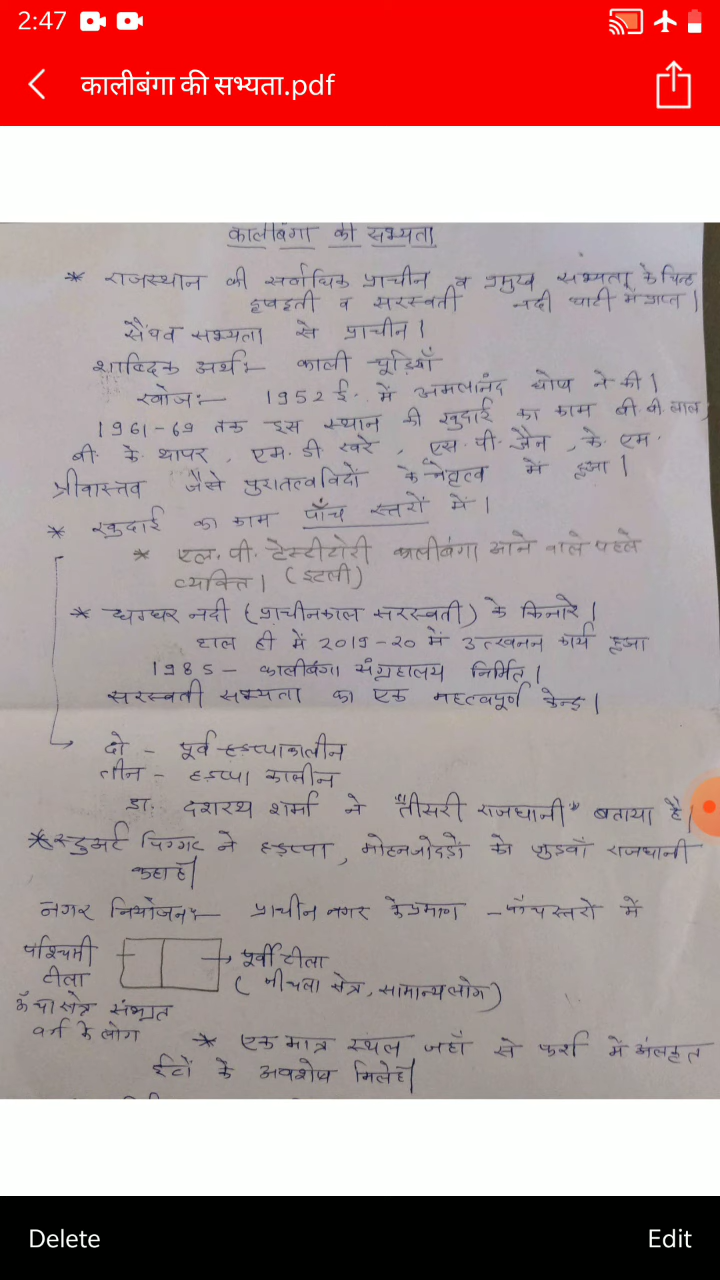 2:47
कालीबंगा की सभ्यता.pdf
कालीबंगा की सभ्यता
* राजस्थान की सर्वाधिक प्राचीन व प्रमुख सभ्यता के चिन्ह
दृषद्वती व सरस्वती नदी घाटी में प्राप्त।
सैंधव सभ्यता से प्राचीन।
शाब्दिक अर्थ:- काली चूड़ियाँ
खोज:- 1952 ई. में अमलानंद घोष ने की।
1961-69 तक इस स्थान की खुदाई का काम बी.बी.लाल,
बी. के थापर, एम.डी खरे, एस.पी.जैन, के एम.
श्रीवास्तव जैसे पुरातत्वविदों के नेतृत्व में हुआ।
* खुदाई का काम पाँच स्तरों में।
* एल.पी. टेस्टीटोरी कालीबंगा आने वाले पहले
व्यक्ति। (इटली)
* घग्घर नदी (प्राचीनकाल सरस्वती) के किनारे।
हाल ही में 2019-20 में उत्खनन कार्य हुआ
1985 - कालीबंगा संग्रहालय निर्मित।
सरस्वती सभ्यता का एक महत्वपूर्ण केन्द्र।
दो - पूर्व हड़प्पाकालीन
तीन - हड़प्पा कालीन
डा. दशरथ शर्मा ने "तीसरी राजधानी" बताया है।
* स्टुअर्ट पिग्गट ने हड़प्पा, मोहनजोदड़ों को जुड़वाँ राजधानी
कहा है।
नगर नियोजन:- प्राचीन नगर के प्रमाण - पाँच स्तरों में
पश्चिमी
टीला
ऊँचा क्षेत्र संभ्रात
वर्ग के लोग
पूर्वी टीला
(नीचला क्षेत्र, सामान्य लोग)
* एक मात्र स्थल जहाँ से फर्श में अंलकृत
ईटों के अवशेष मिले हैं।
Delete
Edit